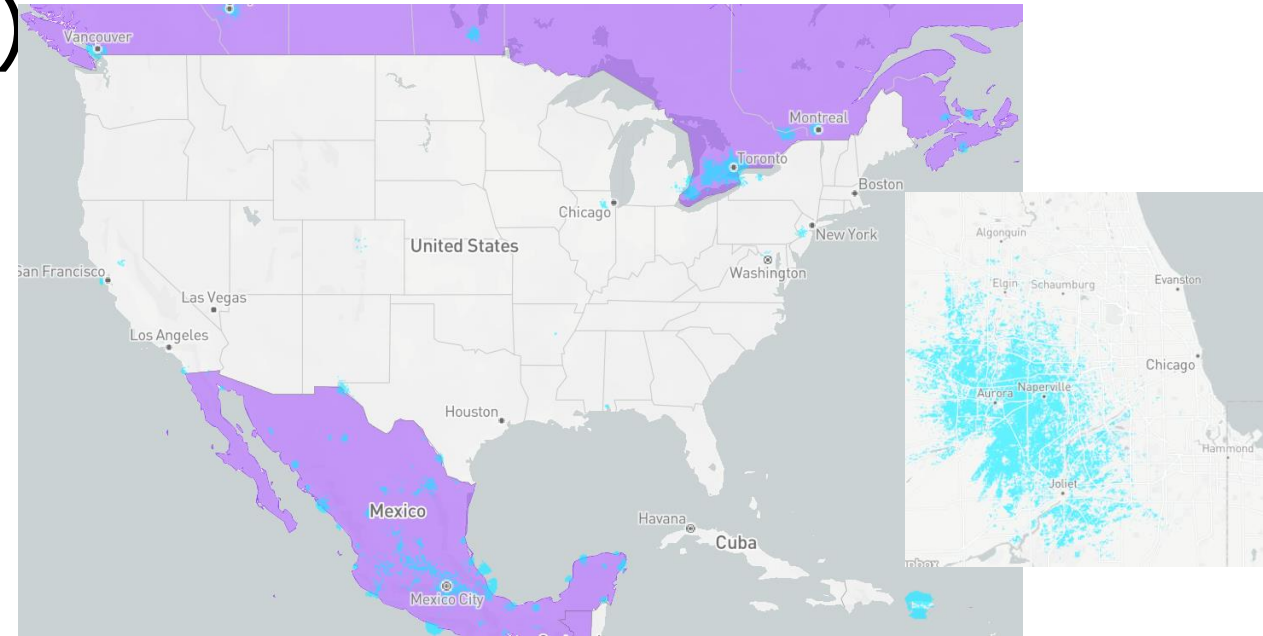 )
Vancouver
Montreal
Toronto
Boston
Chicago
New York
United States
Washington
San Francisco
Las Vegas
Los Angeles
Houston
Mexico
Havana
Cuba
Mexico City
Algonquin
Elgin
Schaumburg
Evanston
Chicago
Aurora
Naperville
Hammond
Joliet